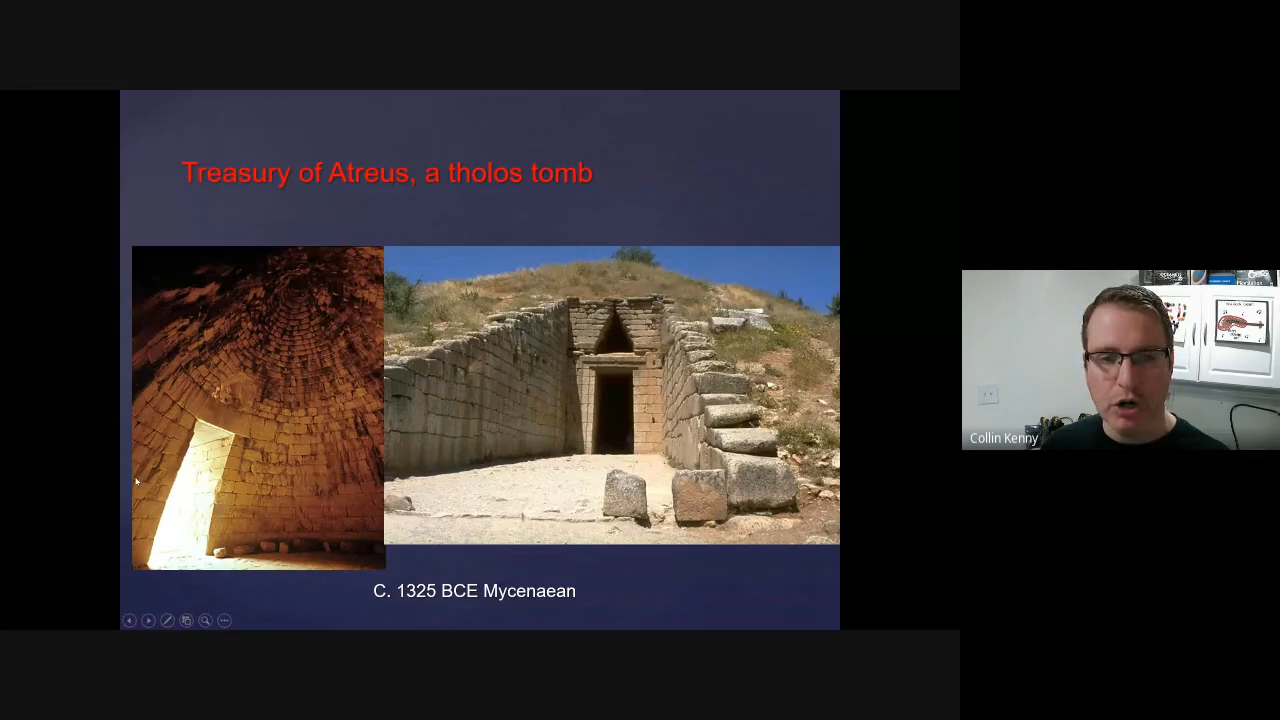 Treasury of Atreus, a tholos tomb
C. 1325 BCE Mycenaean
Collin Kenny